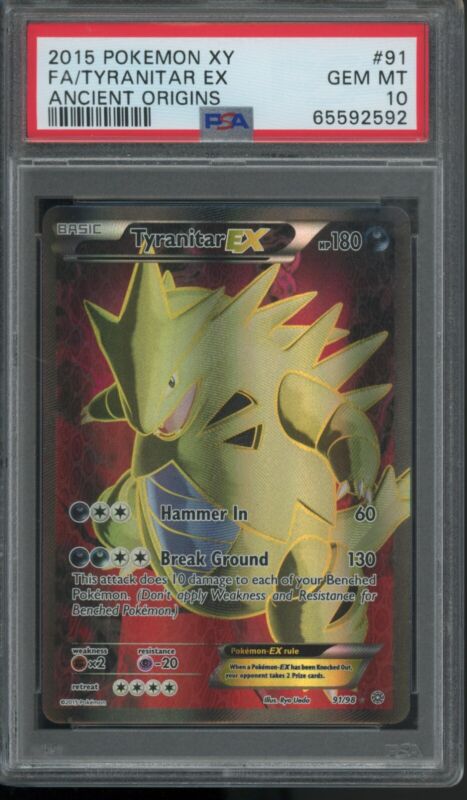 2015 POKEMON XY #91
FA/TYRANITAR EX GEM MT
ANCIENT ORIGINS 10
PSA 65592592
BASIC Tyranitar EX HP180
Hammer In 60
Break Ground 130
This attack does 10 damage to each of your Benched
Pokémon. (Don't apply Weakness and Resistance for
Benched Pokémon.)
weakness resistance
×2 -20
retreat
Pokémon-EX rule
When a Pokémon-EX has been Knocked Out,
your opponent takes 2 Prize cards.
©2015 Pokémon Illus. Ryo Ueda 91/98
PSA